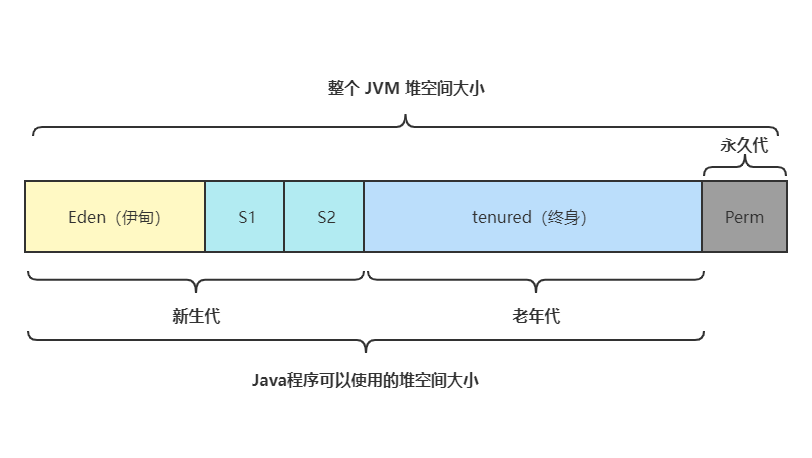 整个 JVM 堆空间大小
永久代
Eden（伊甸）
S1
S2
tenured（终身）
Perm
新生代
老年代
Java程序可以使用的堆空间大小